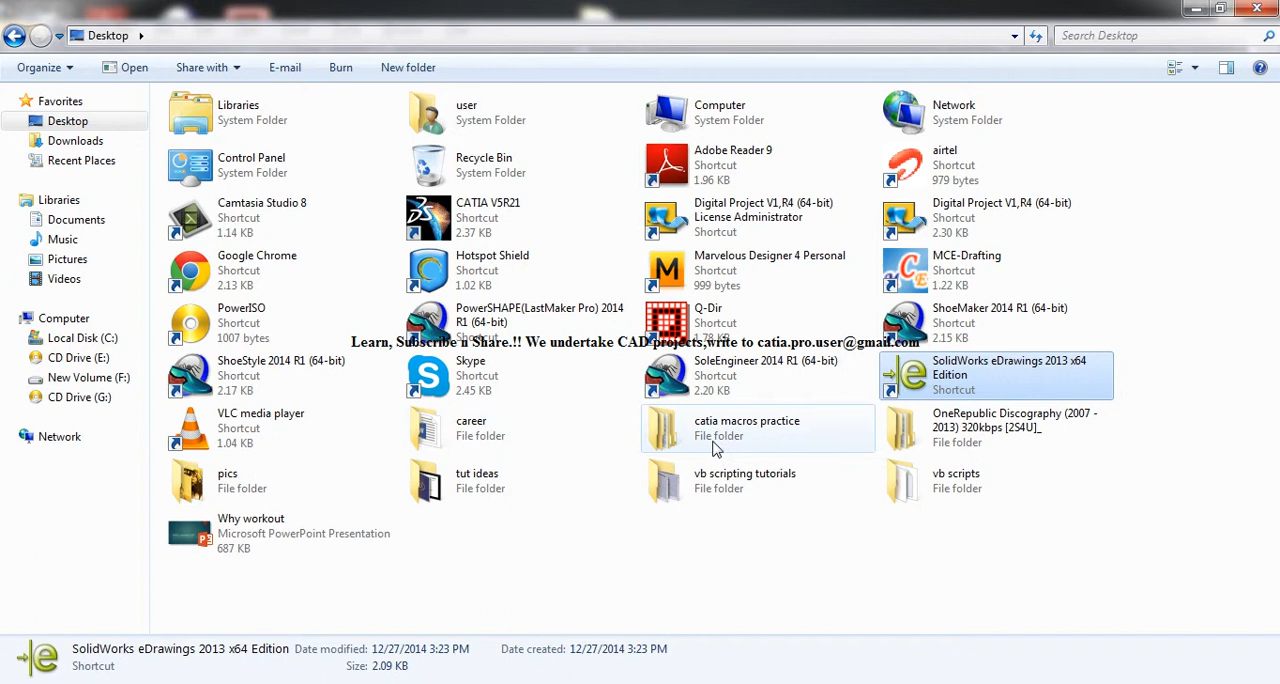 Desktop
Search Desktop
Organize
Open
Share with
E-mail
Burn
New folder
Favorites
Desktop
Downloads
Recent Places
Libraries
Documents
Music
Pictures
Videos
Computer
Local Disk (C:)
CD Drive (E:)
New Volume (F:)
CD Drive (G:)
Network
Libraries
System Folder
user
System Folder
Computer
System Folder
Network
System Folder
Control Panel
System Folder
Recycle Bin
System Folder
Adobe Reader 9
Shortcut
1.96 KB
airtel
Shortcut
979 bytes
Camtasia Studio 8
Shortcut
1.14 KB
CATIA V5R21
Shortcut
2.37 KB
Digital Project V1,R4 (64-bit)
License Administrator
Shortcut
Digital Project V1,R4 (64-bit)
Shortcut
2.30 KB
Google Chrome
Shortcut
2.13 KB
Hotspot Shield
Shortcut
1.02 KB
Marvelous Designer 4 Personal
Shortcut
999 bytes
MCE-Drafting
Shortcut
1.22 KB
PowerISO
Shortcut
1007 bytes
PowerSHAPE(LastMaker Pro) 2014
R1 (64-bit)
Shortcut
Q-Dir
Shortcut
1.78 KB
ShoeMaker 2014 R1 (64-bit)
Shortcut
2.15 KB
Learn, Subscribe n Share.!! We undertake CAD projects,write to catia.pro.user@gmail.com
ShoeStyle 2014 R1 (64-bit)
Shortcut
2.17 KB
Skype
Shortcut
2.45 KB
SoleEngineer 2014 R1 (64-bit)
Shortcut
2.20 KB
SolidWorks eDrawings 2013 x64
Edition
Shortcut
VLC media player
Shortcut
1.04 KB
career
File folder
catia macros practice
File folder
OneRepublic Discography (2007 -
2013) 320kbps [2S4U]_
File folder
pics
File folder
tut ideas
File folder
vb scripting tutorials
File folder
vb scripts
File folder
Why workout
Microsoft PowerPoint Presentation
687 KB
SolidWorks eDrawings 2013 x64 Edition Date modified: 12/27/2014 3:23 PM Date created: 12/27/2014 3:23 PM
Shortcut Size: 2.09 KB